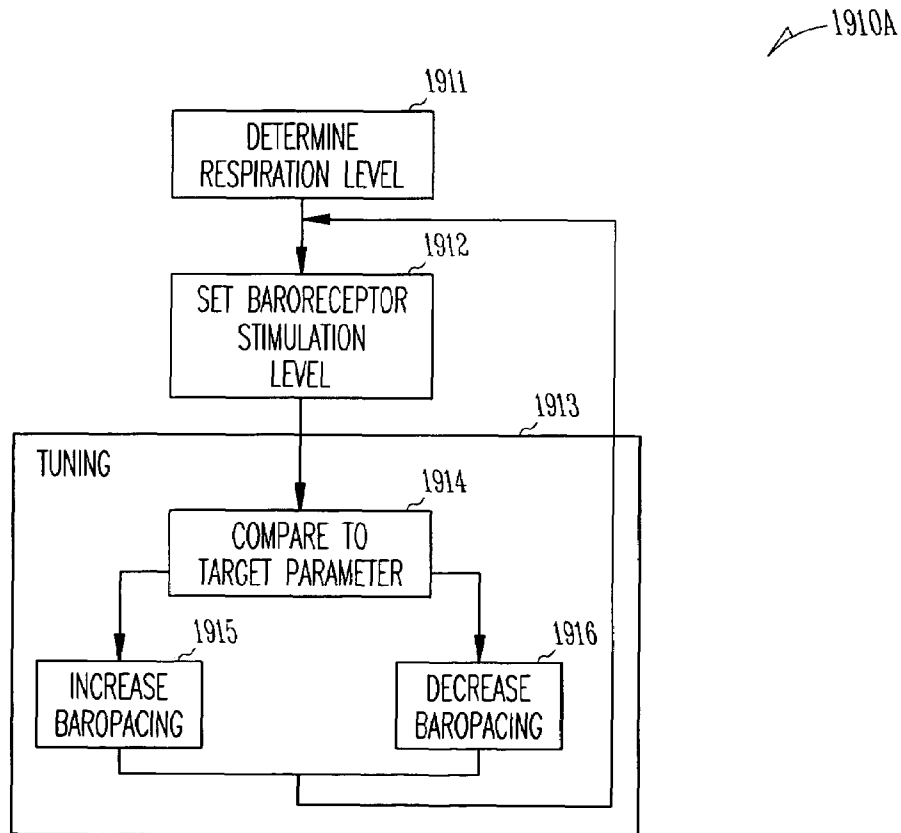 1910A
1911
DETERMINE
RESPIRATION LEVEL
1912
SET BARORECEPTOR
STIMULATION
LEVEL
1913
TUNING
1914
COMPARE TO
TARGET PARAMETER
1915
INCREASE
BAROPACING
1916
DECREASE
BAROPACING